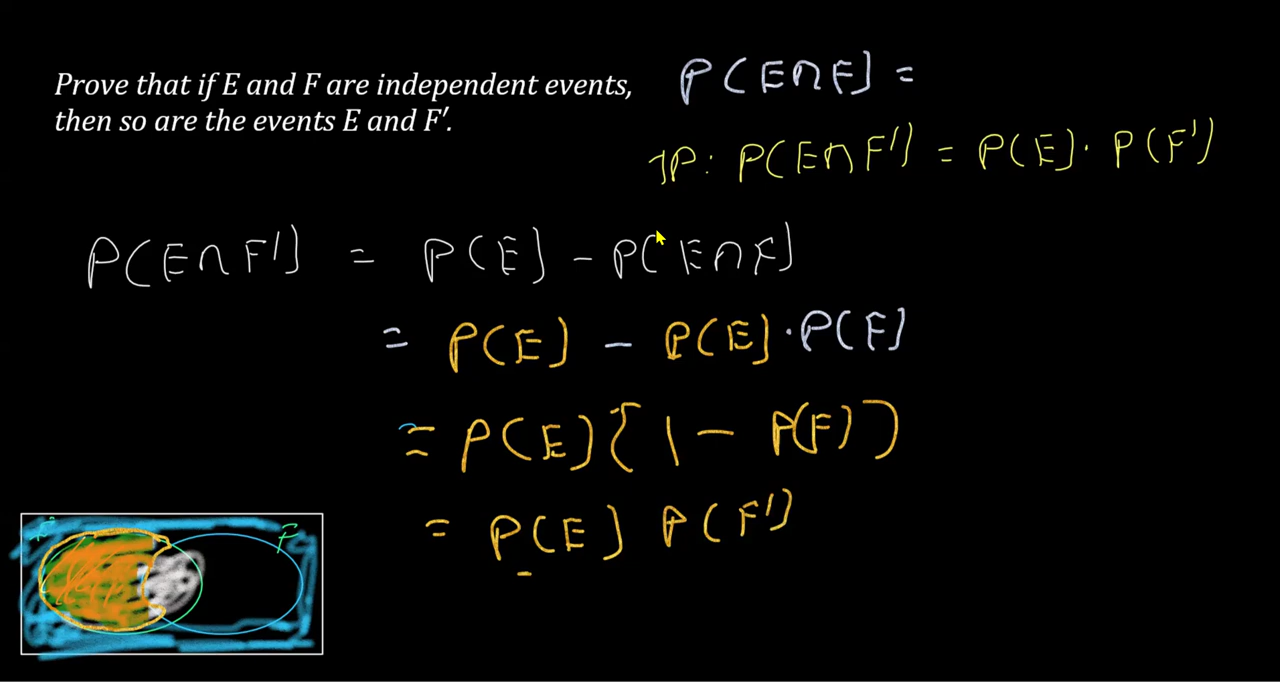 Prove that if E and F are independent events,
then so are the events E and F′.
P(E∩F) =
TP: P(E∩F') = P(E)· P(F')
P(E∩F') = P(E) - P(E∩F)
= P(E) - P(E)·P(F)
= P(E){1 - P(F)}
= P(E) P(F')
E F